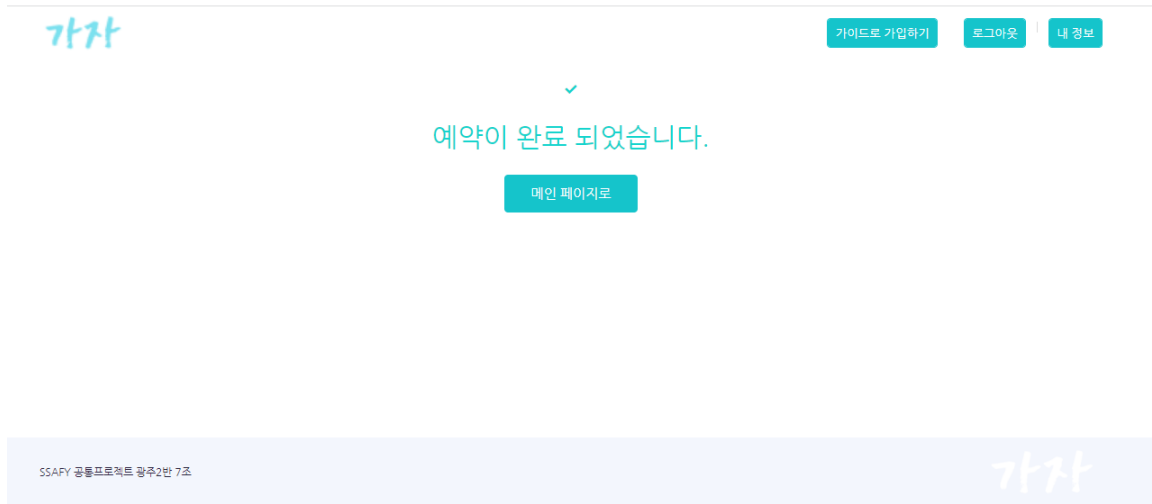 가자
가이드로 가입하기 로그아웃 내 정보
예약이 완료 되었습니다.
메인 페이지로
SSAFY 공통프로젝트 광주2반 7조
가자